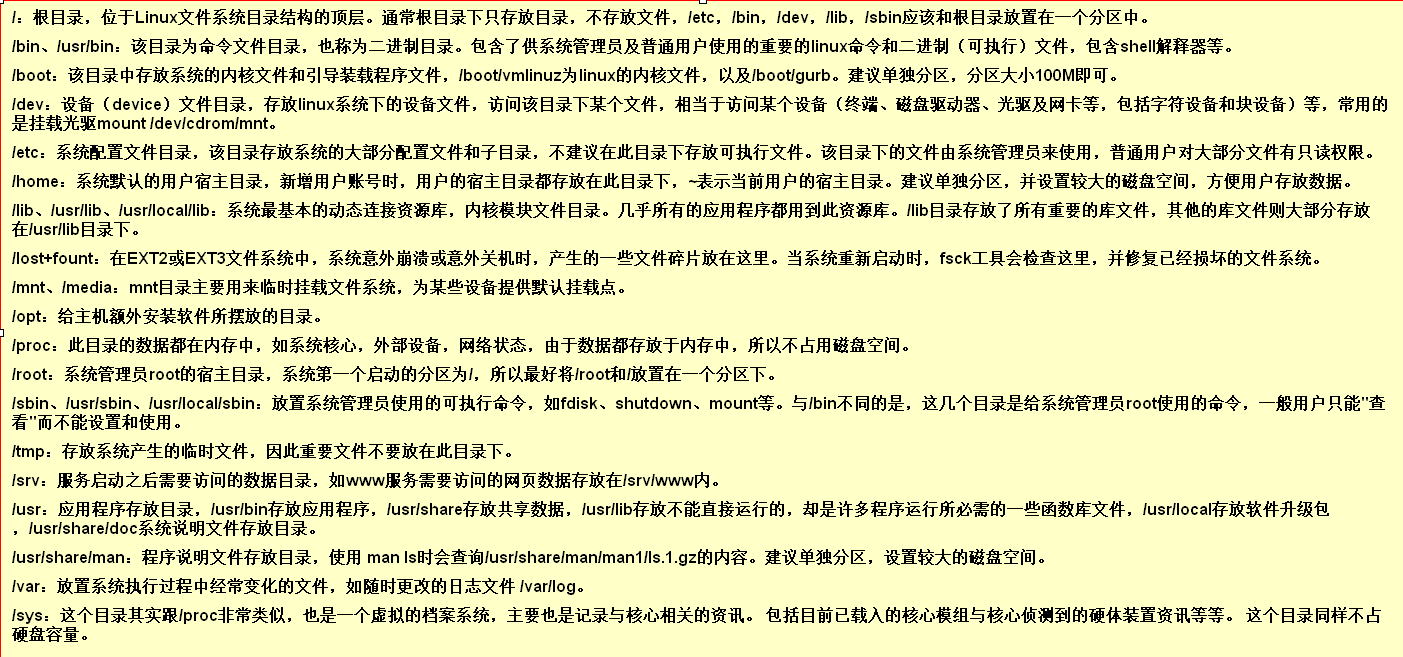 /：根目录，位于Linux文件系统目录结构的顶层。通常根目录下只存放目录，不存放文件，/etc，/bin，/dev，/lib，/sbin应该和根目录放置在一个分区中。
/bin、/usr/bin：该目录为命令文件目录，也称为二进制目录。包含了供系统管理员及普通用户使用的重要的linux命令和二进制（可执行）文件，包含shell解释器等。
/boot：该目录中存放系统的内核文件和引导装载程序文件，/boot/vmlinuz为linux的内核文件，以及/boot/gurb。建议单独分区，分区大小100M即可。
/dev：设备（device）文件目录，存放linux系统下的设备文件，访问该目录下某个文件，相当于访问某个设备（终端、磁盘驱动器、光驱及网卡等，包括字符设备和块设备）等，常用的
是挂载光驱mount /dev/cdrom/mnt。
/etc：系统配置文件目录，该目录存放系统的大部分配置文件和子目录，不建议在此目录下存放可执行文件。该目录下的文件由系统管理员来使用，普通用户对大部分文件有只读权限。
/home：系统默认的用户宿主目录，新增用户账号时，用户的宿主目录都存放在此目录下，~表示当前用户的宿主目录。建议单独分区，并设置较大的磁盘空间，方便用户存放数据。
/lib、/usr/lib、/usr/local/lib：系统最基本的动态连接资源库，内核模块文件目录。几乎所有的应用程序都用到此资源库。/lib目录存放了所有重要的库文件，其他的库文件则大部分存放
在/usr/lib目录下。
/lost+fount：在EXT2或EXT3文件系统中，系统意外崩溃或意外关机时，产生的一些文件碎片放在这里。当系统重新启动时，fsck工具会检查这里，并修复已经损坏的文件系统。
/mnt、/media：mnt目录主要用来临时挂载文件系统，为某些设备提供默认挂载点。
/opt：给主机额外安装软件所摆放的目录。
/proc：此目录的数据都在内存中，如系统核心，外部设备，网络状态，由于数据都存放于内存中，所以不占用磁盘空间。
/root：系统管理员root的宿主目录，系统第一个启动的分区为/，所以最好将/root和/放置在一个分区下。
/sbin、/usr/sbin、/usr/local/sbin：放置系统管理员使用的可执行命令，如fdisk、shutdown、mount等。与/bin不同的是，这几个目录是给系统管理员root使用的命令，一般用户只能"查
看"而不能设置和使用。
/tmp：存放系统产生的临时文件，因此重要文件不要放在此目录下。
/srv：服务启动之后需要访问的数据目录，如www服务需要访问的网页数据存放在/srv/www内。
/usr：应用程序存放目录，/usr/bin存放应用程序，/usr/share存放共享数据，/usr/lib存放不能直接运行的，却是许多程序运行所必需的一些函数库文件，/usr/local存放软件升级包
，/usr/share/doc系统说明文件存放目录。
/usr/share/man：程序说明文件存放目录，使用 man ls时会查询/usr/share/man/man1/ls.1.gz的内容。建议单独分区，设置较大的磁盘空间。
/var：放置系统执行过程中经常变化的文件，如随时更改的日志文件 /var/log。
/sys：这个目录其实跟/proc非常类似，也是一个虚拟的档案系统，主要也是记录与核心相关的资讯。 包括目前已载入的核心模组与核心侦测到的硬体装置资讯等等。 这个目录同样不占
硬盘容量。